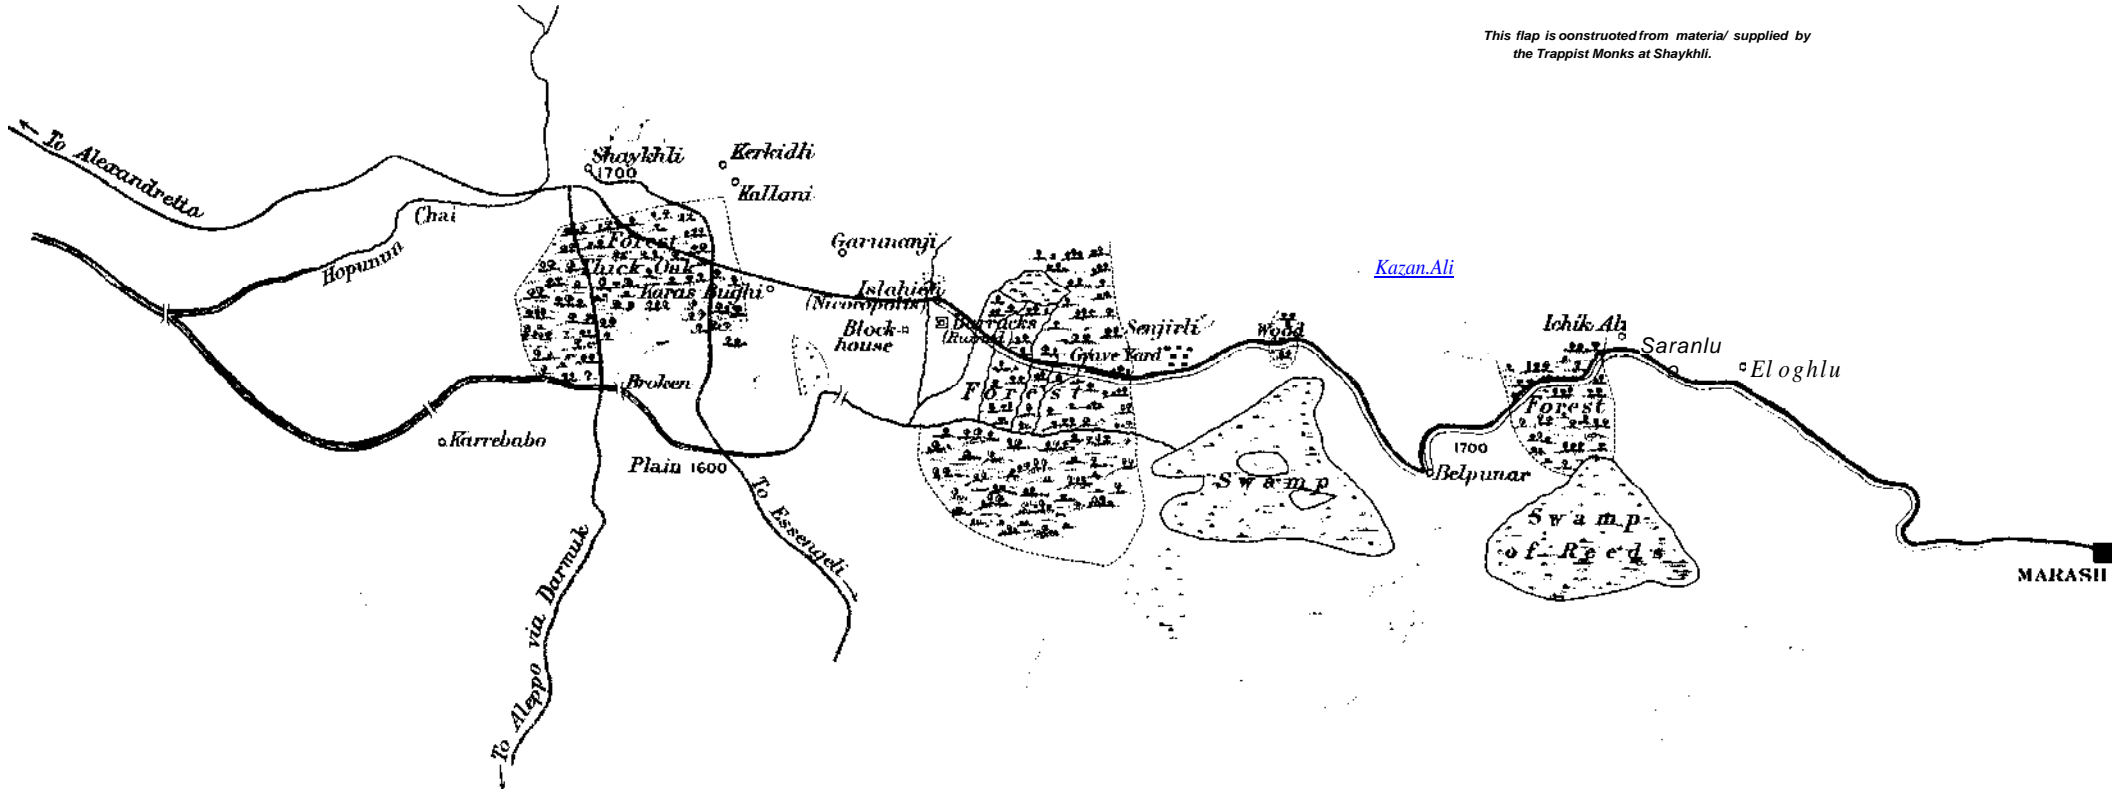 This flap is oonstruoted from materia/ supplied by
the Trappist Monks at Shaykhli.
To Alexandretta
Shaykhli
1700
Kerkidli
Kallani
Chai
Hopunun
Forest
Thick Oak
Karas Bughi
Garunanji
Islahieh
(Nicoropolis)
Block-
house
Barracks
(Ruined)
Senjirli
Grave Yard
Wood
Kazan.Ali
Ichik Ali
Saranlu
El oghlu
Forest
Forest
Broken
Karrebabo
Plain 1600
Swamp
1700
Belpunar
Swamp
of Reeds
MARASH
To Essengeli
To Aleppo via Darmuk